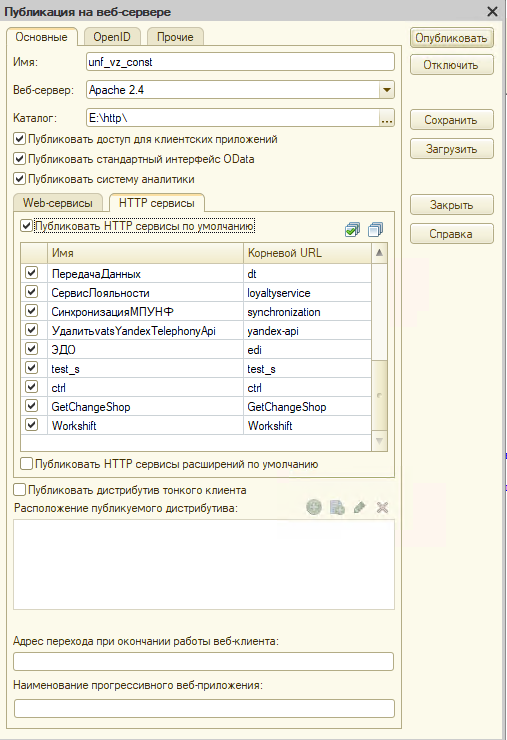 Публикация на веб-сервере
Основные OpenID Прочие
Опубликовать
Имя: unf_vz_const
Отключить
Веб-сервер: Apache 2.4
Каталог: E:\http\ ...
Сохранить
Публиковать доступ для клиентских приложений
Загрузить
Публиковать стандартный интерфейс OData
Публиковать систему аналитики
Web-сервисы HTTP сервисы
Закрыть
Публиковать HTTP сервисы по умолчанию
Справка
Имя Корневой URL
ПередачаДанных dt
СервисЛояльности loyaltyservice
СинхронизацияМПУНФ synchronization
УдалитьvatsYandexTelephonyApi yandex-api
ЭДО edi
test_s test_s
ctrl ctrl
GetChangeShop GetChangeShop
Workshift Workshift
Публиковать HTTP сервисы расширений по умолчанию
Публиковать дистрибутив тонкого клиента
Расположение публикуемого дистрибутива:
Адрес перехода при окончании работы веб-клиента:
Наименование прогрессивного веб-приложения: